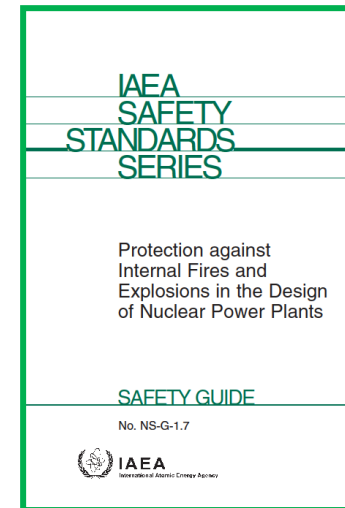 IAEA
SAFETY
STANDARDS
SERIES
Protection against
Internal Fires and
Explosions in the Design
of Nuclear Power Plants
SAFETY GUIDE
No. NS-G-1.7
IAEA
International Atomic Energy Agency